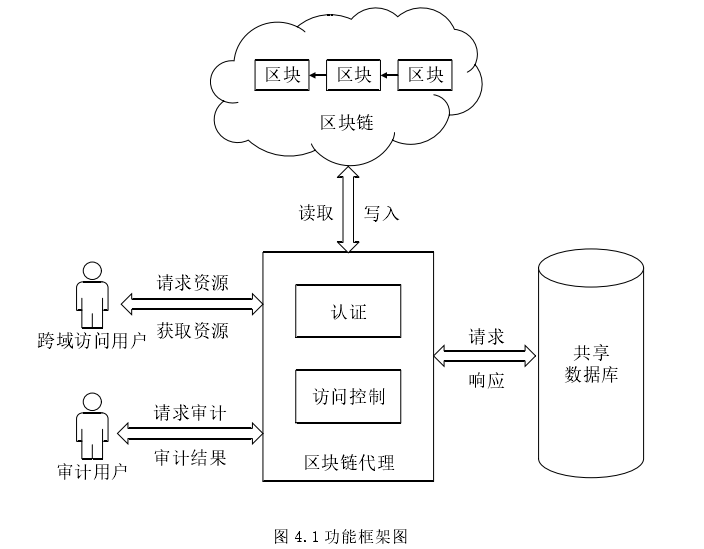 区块 区块 区块
区块链
读取 写入
请求资源
获取资源
跨域访问用户
认证
请求
响应
共享
数据库
访问控制
请求审计
审计结果
审计用户
区块链代理
图 4.1 功能框架图